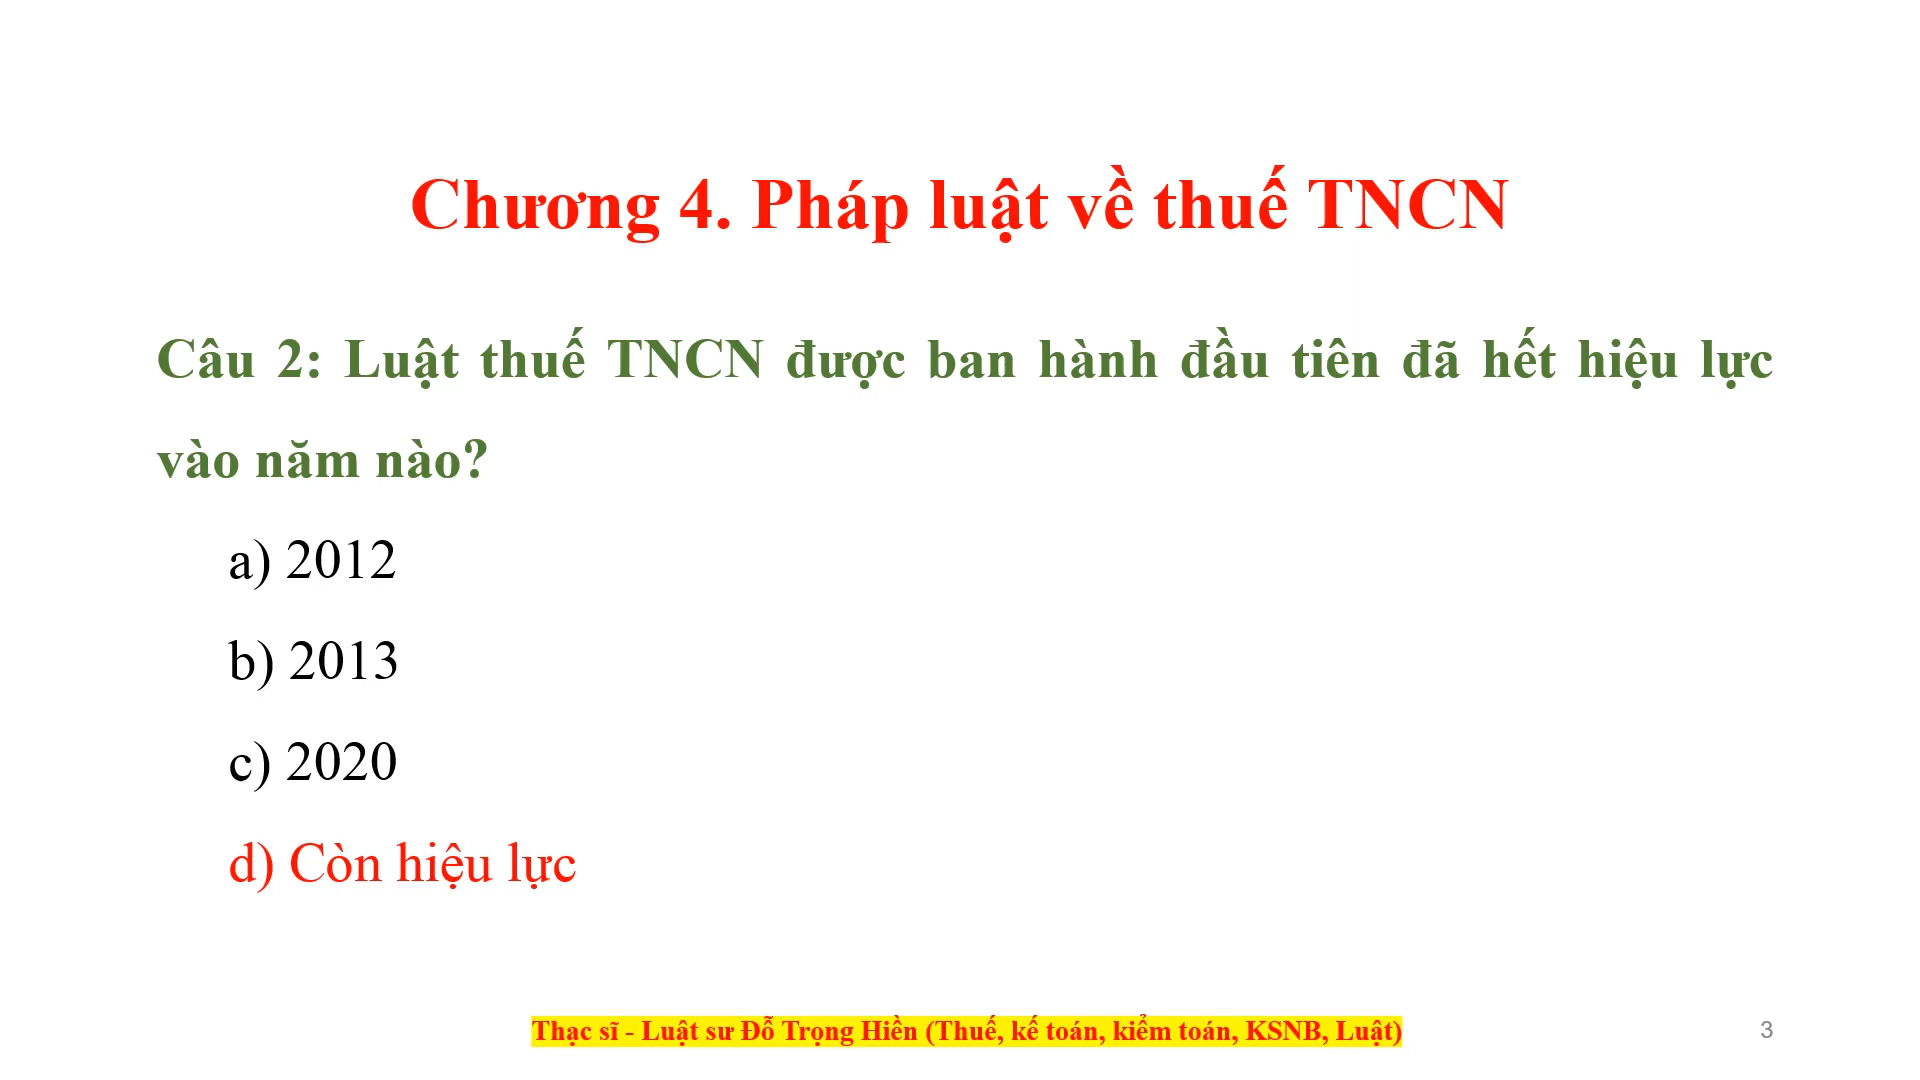 Chương 4. Pháp luật về thuế TNCN
Câu 2: Luật thuế TNCN được ban hành đầu tiên đã hết hiệu lực
vào năm nào?
a) 2012
b) 2013
c) 2020
d) Còn hiệu lực
Thạc sĩ - Luật sư Đỗ Trọng Hiền (Thuế, kế toán, kiểm toán, KSNB, Luật)
3